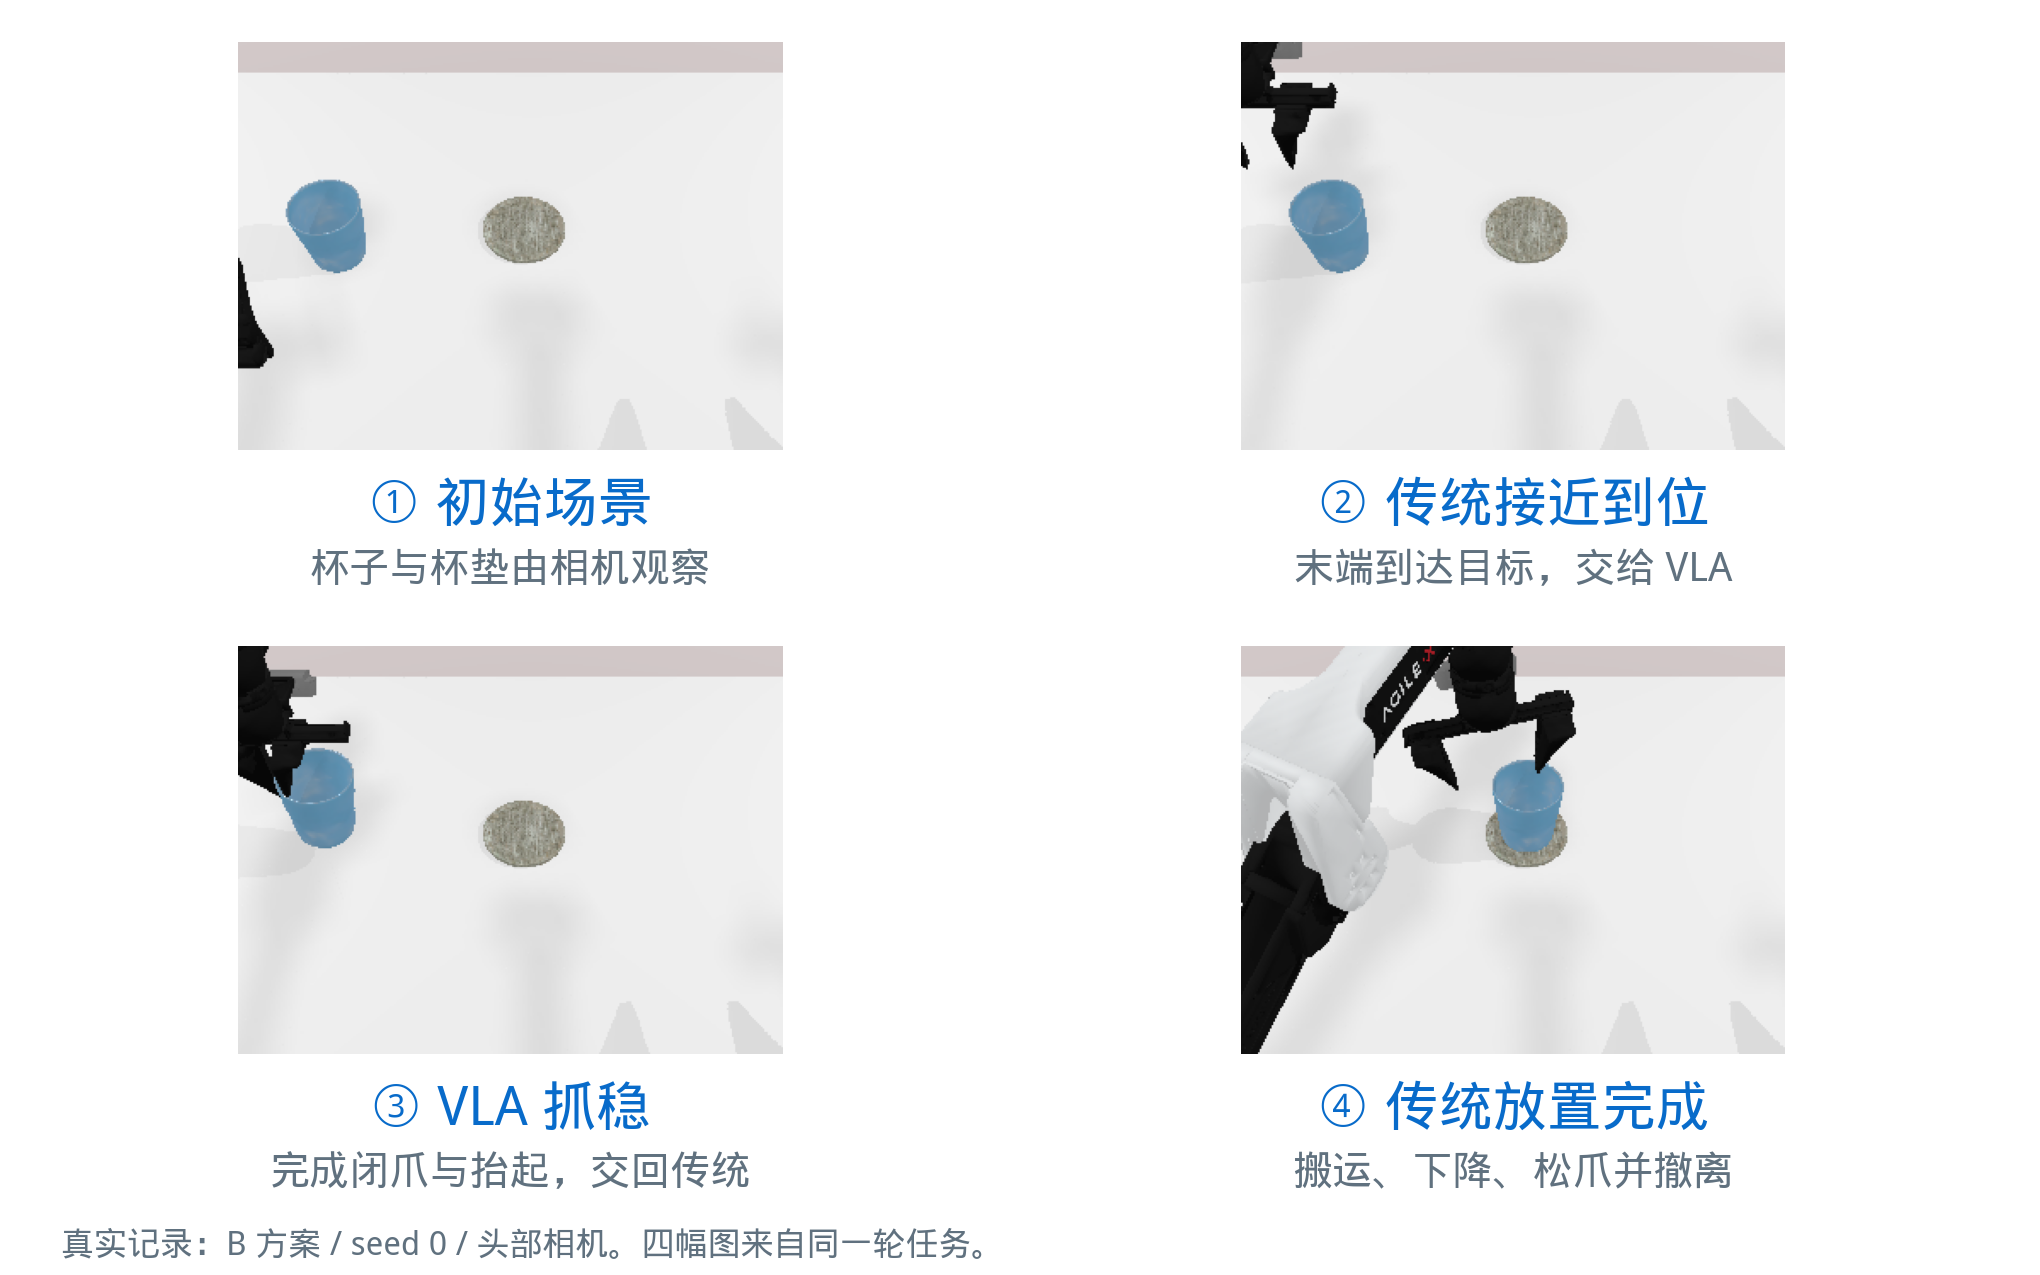 ① 初始场景
杯子与杯垫由相机观察
② 传统接近到位
末端到达目标，交给 VLA
AGILE X
③ VLA 抓稳
完成闭爪与抬起，交回传统
④ 传统放置完成
搬运、下降、松爪并撤离
真实记录：B 方案 / seed 0 / 头部相机。四幅图来自同一轮任务。